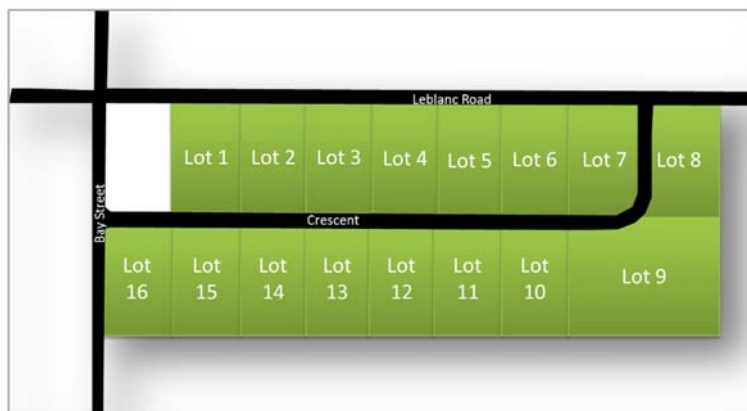 Leblanc Road
Lot 1
Lot 2
Lot 3
Lot 4
Lot 5
Lot 6
Lot 7
Lot 8
Bay Street
Crescent
Lot
16
Lot
15
Lot
14
Lot
13
Lot
12
Lot
11
Lot
10
Lot 9